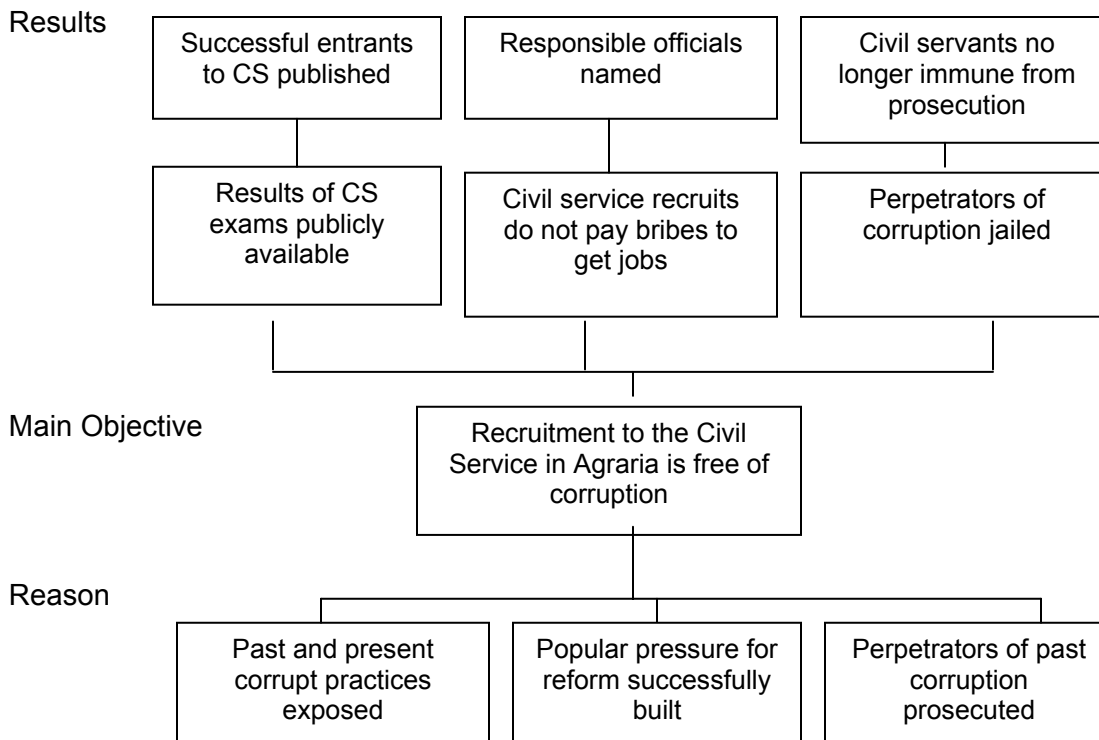 Results
Successful entrants
to CS published
Responsible officials
named
Civil servants no
longer immune from
prosecution
Results of CS
exams publicly
available
Civil service recruits
do not pay bribes to
get jobs
Perpetrators of
corruption jailed
Main Objective
Recruitment to the Civil
Service in Agraria is free of
corruption
Reason
Past and present
corrupt practices
exposed
Popular pressure for
reform successfully
built
Perpetrators of past
corruption
prosecuted